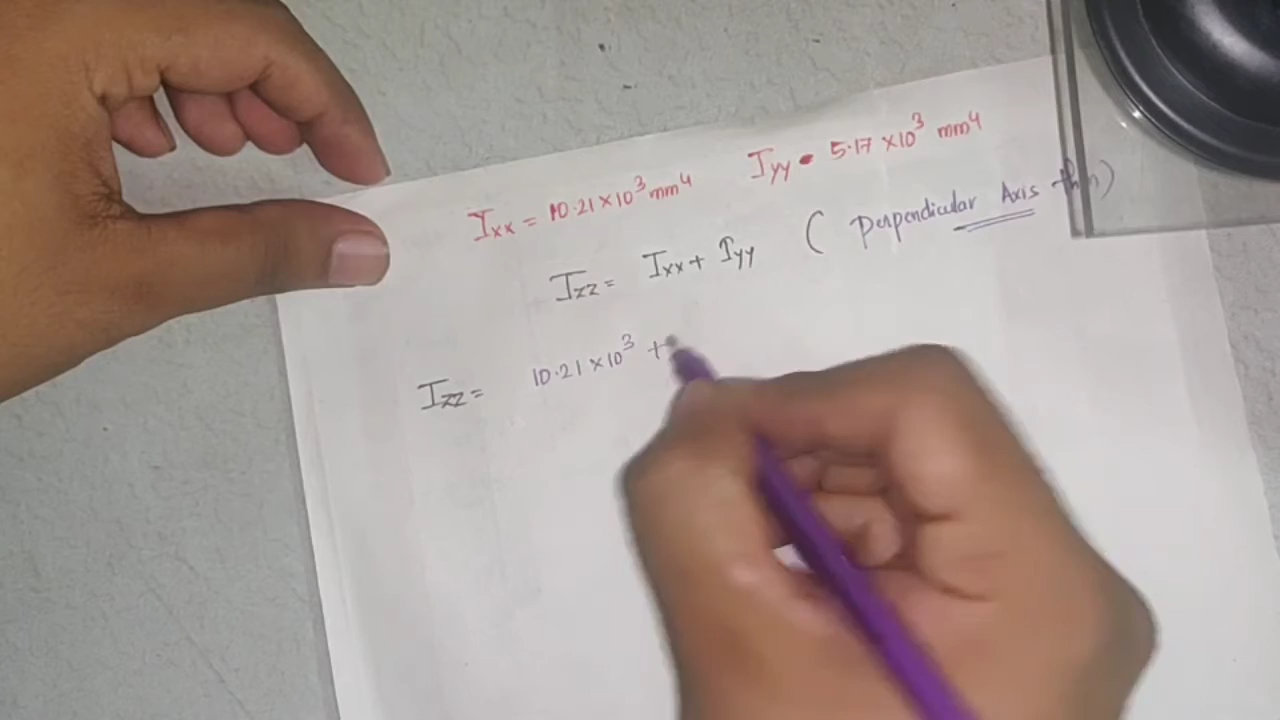 Ixx = 10.21×10³ mm⁴ Iyy = 5.17×10³ mm⁴
Izz = Ixx + Iyy ( Perpendicular Axis thm)
Izz = 10.21×10³ +